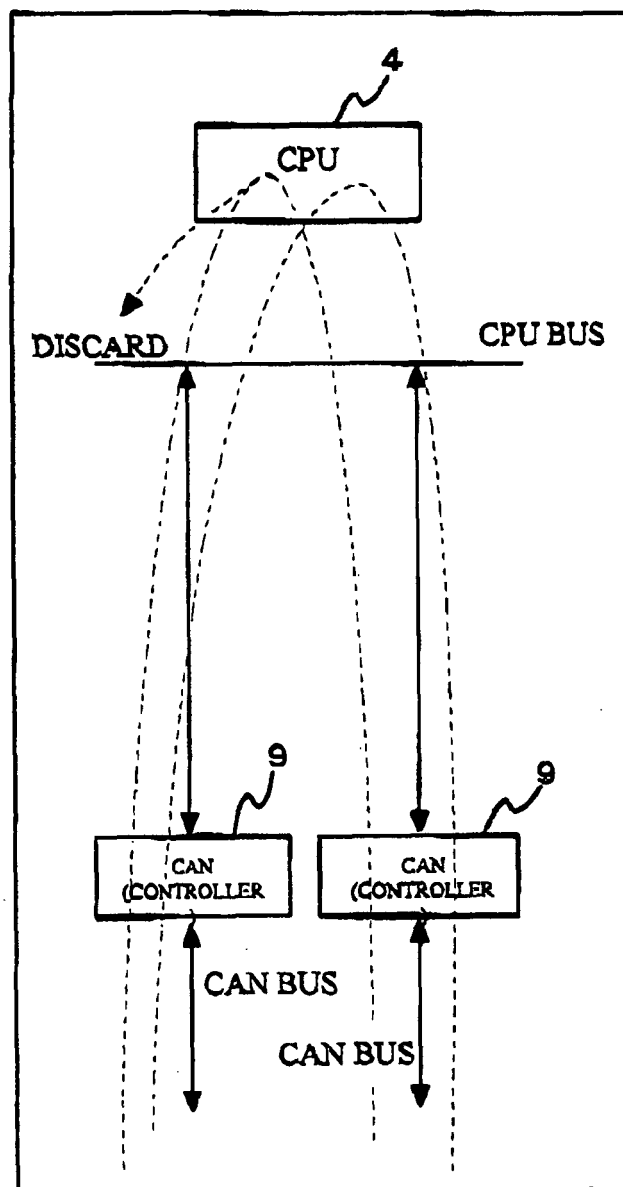 4
CPU
DISCARD
CPU BUS
9
9
CAN
(CONTROLLER
CAN
(CONTROLLER
CAN BUS
CAN BUS